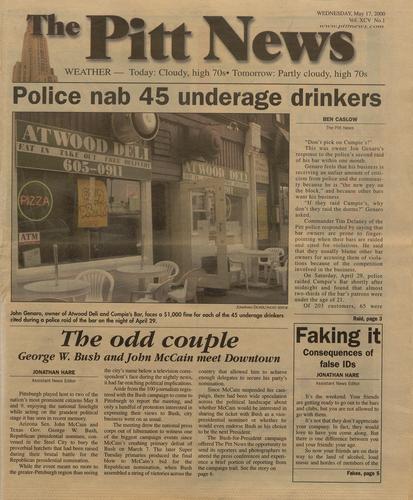 WEDNESDAY, May 17, 2000
Vol. XCV No.1
www.pittnews.com
The Pitt News
WEATHER — Today: Cloudy, high 70s • Tomorrow: Partly cloudy, high 70s
Police nab 45 underage drinkers
ATWOOD DELI
EAT IN TAKE OUT FREE DELIVERY
605-0911
PIZZA
ATM
ATWOOD DELI
John Genaro, owner of Atwood Deli and Cumpie's Bar, faces a $1,000 fine for each of the 45 underage drinkers
cited during a police raid of the bar on the night of April 29.
BEN CASLOW
The Pitt News
"Don't pick on Cumpie's!"
This was owner Jon Genaro's
response to the police's second raid
of his bar within one month.
Genaro feels that his business is
receiving an unfair amount of criti-
cism from police and the communi-
ty because he is "the new guy on
the block," and because other bars
want his business.
"If they raid Cumpie's, why
don't they raid the dorms?" Genaro
asked.
Commander Tim Delaney of the
Pitt police responded by saying that
bar owners are prone to finger-
pointing when their bars are raided
and cited for violations. He said
that they usually blame other bar
owners for accusing them of viola-
tions because of the competition
involved in the business.
On Saturday, April 29, police
raided Cumpie's Bar shortly after
midnight and found that almost
two-thirds of the bar's patrons were
under the age of 21.
Of 203 customers, 65 were
Raid, page 3
The odd couple
George W. Bush and John McCain meet Downtown
JONATHAN HARE
Assistant News Editor
Pittsburgh played host to two of the
nation's most prominent citizens May 8
and 9, enjoying the national limelight
while acting as the grandest political
stage it has seen in recent memory.
Arizona Sen. John McCain and
Texas Gov. George W. Bush,
Republican presidential nominee, con-
vened in the Steel City to bury the
proverbial hatchet that had been raised
during their brutal battle for the
Republican presidential nomination.
While the event meant no more to
the greater-Pittsburgh region than seeing
the city's name below a television corre-
spondent's face during the nightly news,
it had far-reaching political implications.
Aside from the 100 journalists regis-
tered with the Bush campaign to come to
Pittsburgh to report the meeting, and
only a handful of protestors interested in
expressing their views to Bush, city
business went on as usual.
The meeting drew the national press
corps out of hibernation to witness one
of the biggest campaign events since
McCain's resulting primary defeat of
Bush on March 7. The later Super
Tuesday primaries produced the final
blow to McCain's bid for the
Republican nomination, when Bush
assembled a string of victories across the
country that allowed him to achieve
enough delegates to secure his party's
nomination.
Since McCain suspended his cam-
paign, there had been wide speculation
across the political landscape about
whether McCain would be interested in
sharing the ticket with Bush as a vice-
presidential nominee or whether he
would even endorse Bush as his choice
to be the next President.
The Bush-for-President campaign
offered The Pitt News the opportunity to
send its reporters and photographers to
attend the press conference and experi-
ence a brief portion of reporting from
the campaign trail. See the story on
page 8.
Faking it
Consequences of
false IDs
JONATHAN HARE
Assistant News Editor
It's the weekend. Your friends
are getting ready to go out to the bars
and clubs, but you are not allowed to
go with them.
It's not that they don't appreciate
your company. In fact, they would
love to have you come along. But
there is one difference between you
and your friends: your age.
So now your friends are on their
way to the land of alcohol, loud
music and hordes of members of the
Fakes, page 5